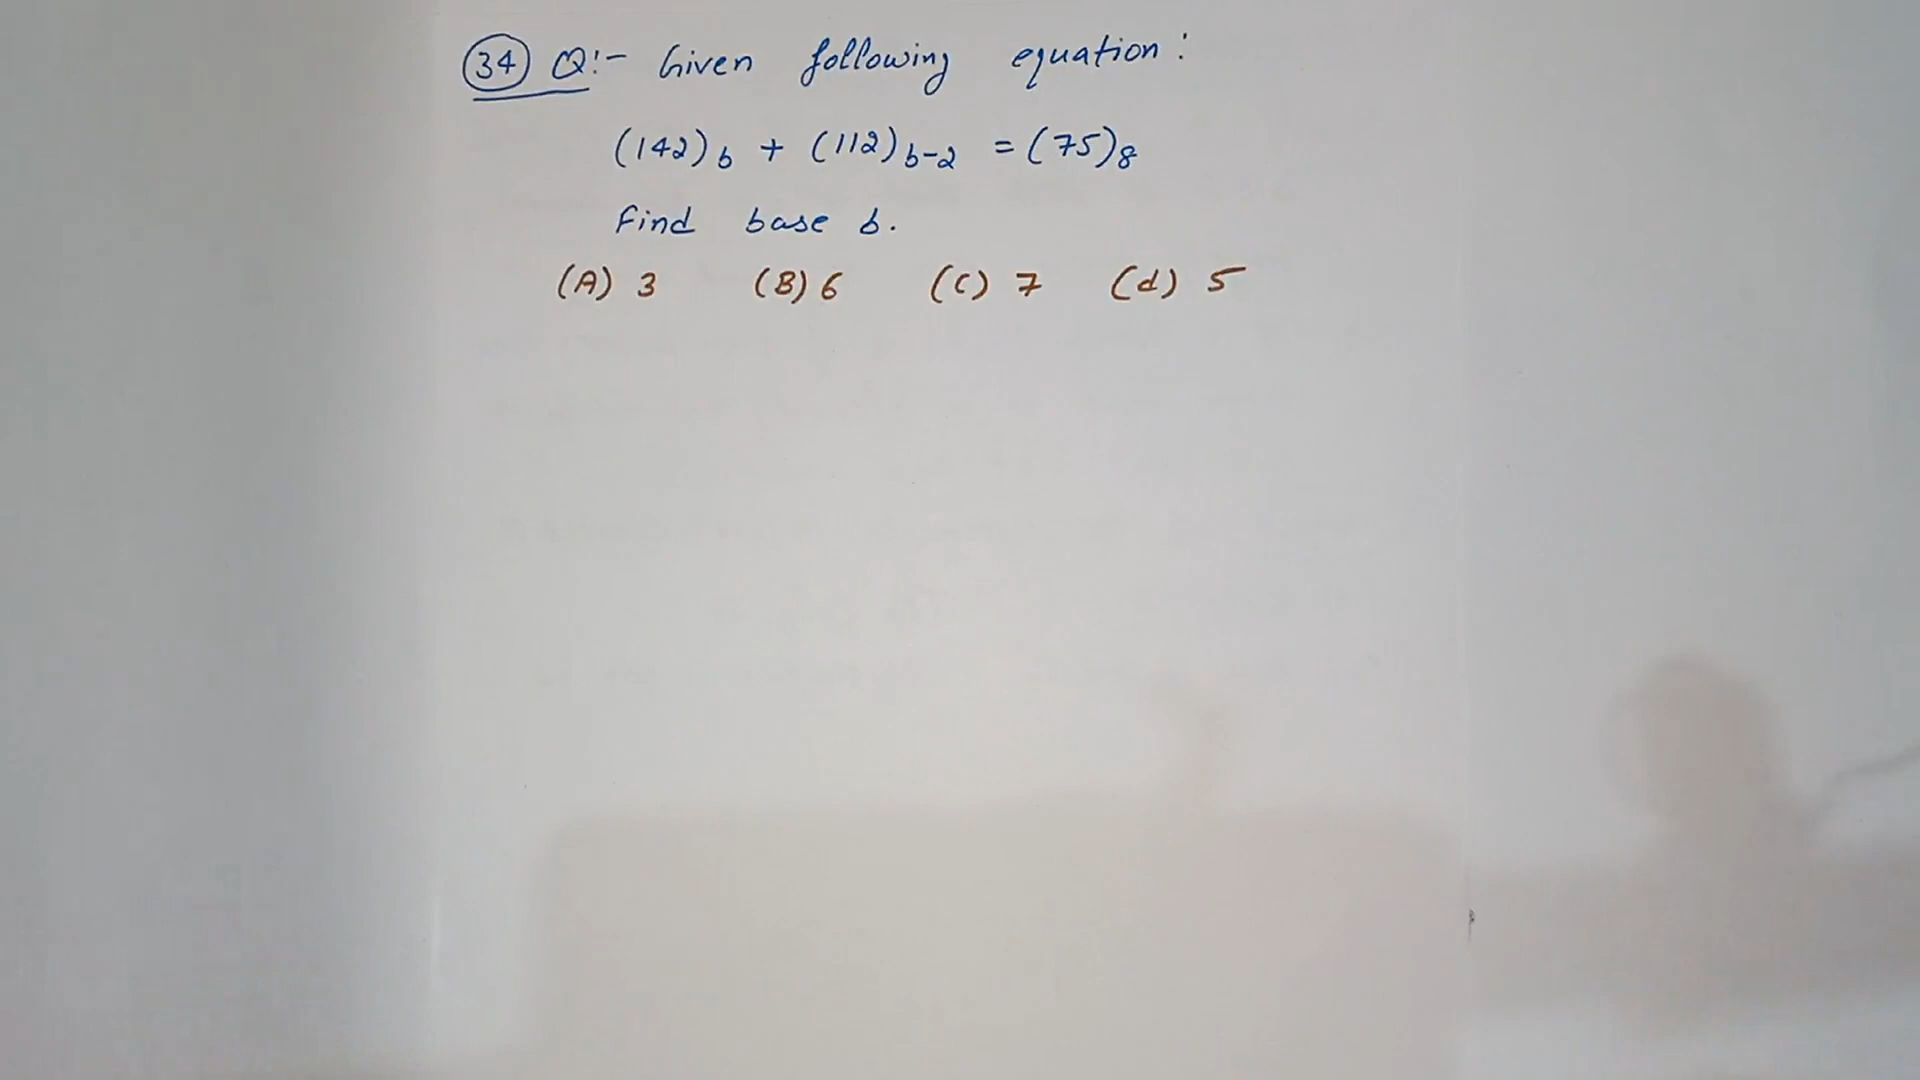 34 Q:- Given following equation:
(142)b + (112)b-2 = (75)8
Find base b.
(A) 3 (B) 6 (C) 7 (d) 5